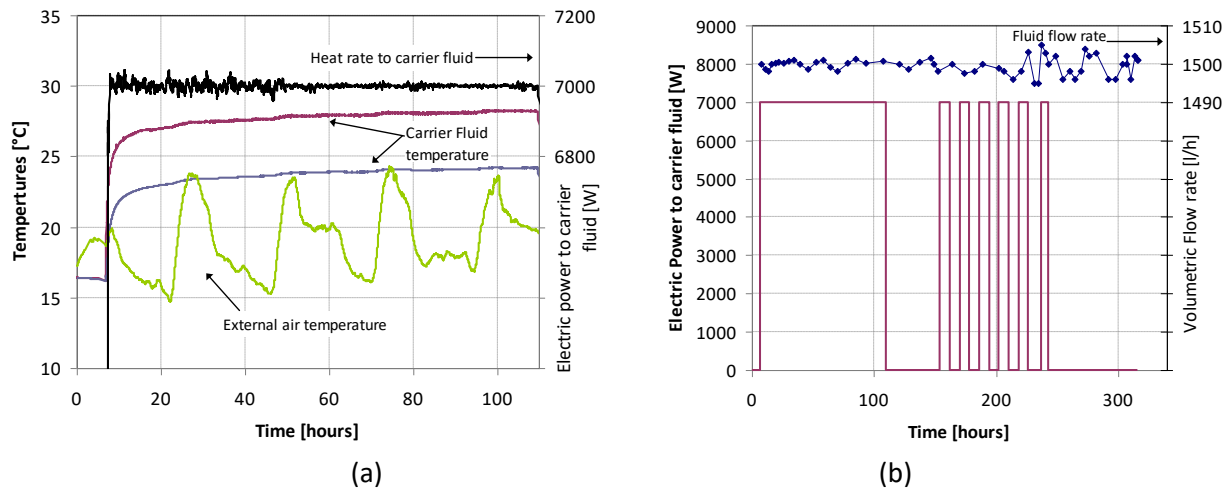 35
30
25
20
15
10
Tempertures [°C]
0
20
40
60
80
100
Time [hours]
7200
7000
6800
Electric power to carrier
fluid [W]
Heat rate to carrier fluid
Carrier Fluid
temperature
External air temperature
(a)
9000
8000
7000
6000
5000
4000
3000
2000
1000
0
Electric Power to carrier fluid [W]
0
100
200
300
Time [hours]
1510
1500
1490
Volumetric Flow rate [l/h]
Fluid flow rate
(b)